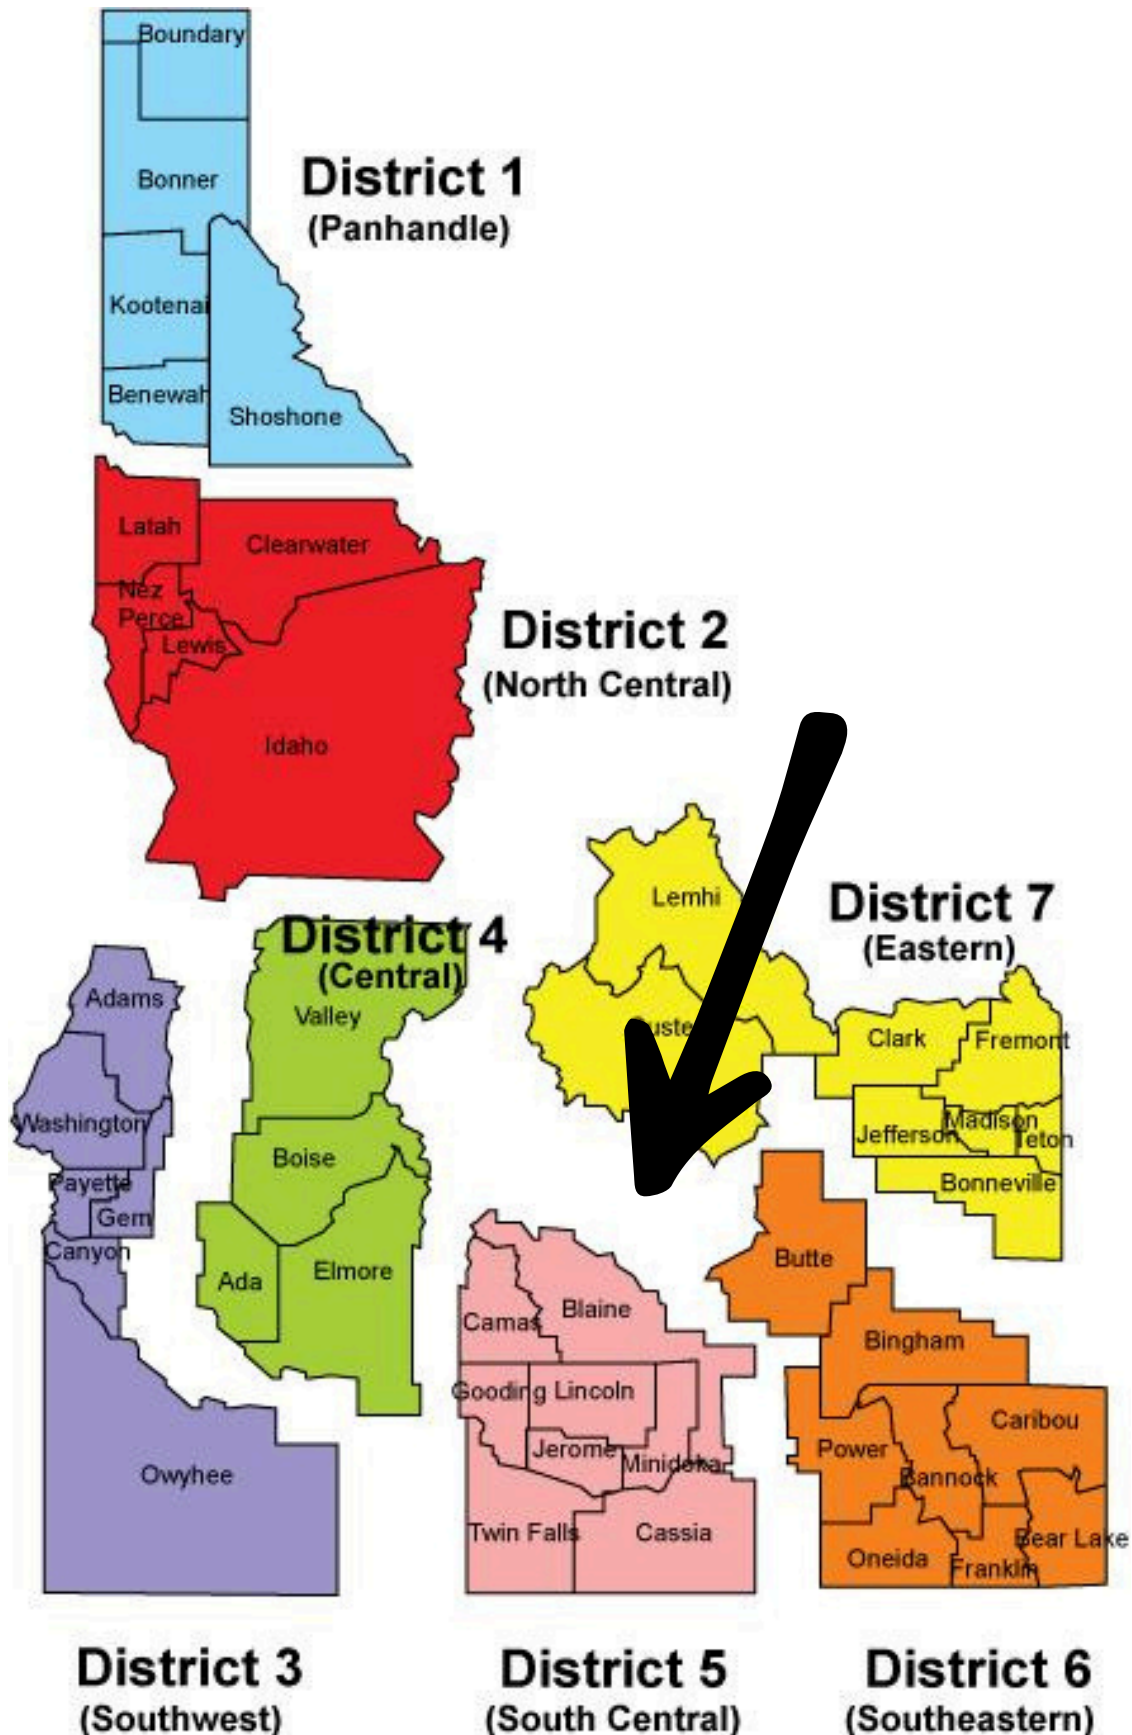 Boundary
Bonner
Kootenai
Benewah
Shoshone
District 1
(Panhandle)
Latah
Clearwater
Nez
Perce
Lewis
Idaho
District 2
(North Central)
Adams
Washington
Payette
Gem
Canyon
Owyhee
District 3
(Southwest)
District 4
(Central)
Valley
Boise
Ada
Elmore
Lemhi
District 7
(Eastern)
Clark
Fremont
Jefferson
Madison
Teton
Bonneville
Camas
Blaine
Gooding
Lincoln
Jerome
Minidoka
Twin Falls
Cassia
District 5
(South Central)
Butte
Bingham
Power
Bannock
Caribou
Oneida
Franklin
Bear Lake
District 6
(Southeastern)